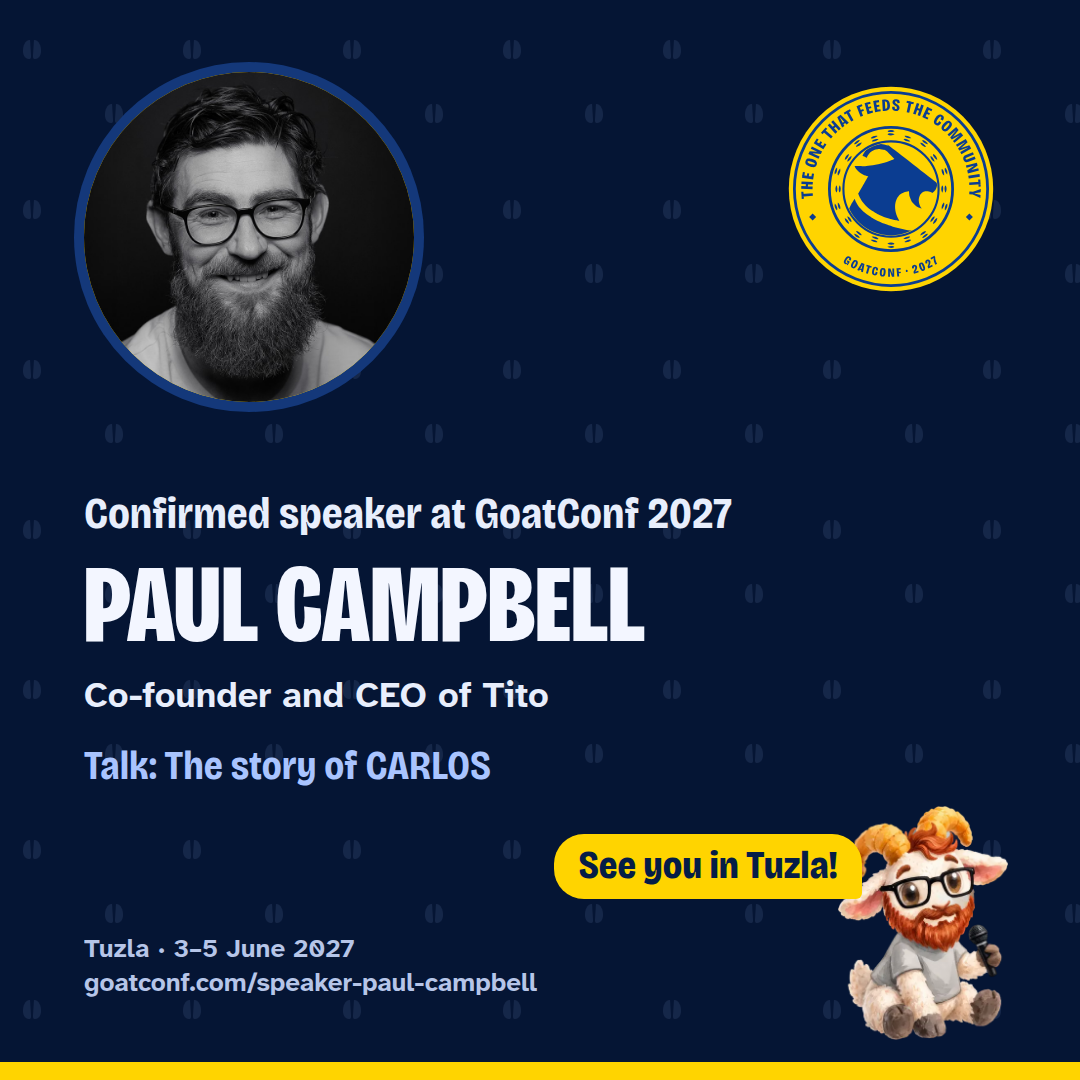 THE ONE THAT FEEDS THE COMMUNITY
GOATCONF · 2027
Confirmed speaker at GoatConf 2027
PAUL CAMPBELL
Co-founder and CEO of Tito
Talk: The story of CARLOS
See you in Tuzla!
Tuzla · 3–5 June 2027
goatconf.com/speaker-paul-campbell